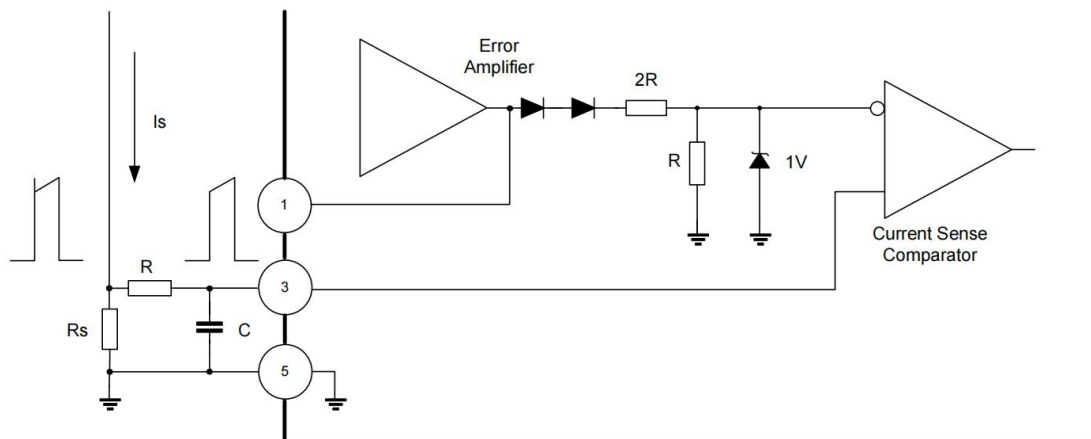 Error
Amplifier
2R
Is
R
1V
1
Current Sense
Comparator
R
3
Rs
C
5